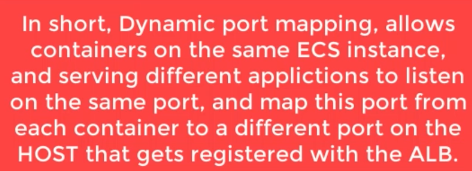 In short, Dynamic port mapping, allows
containers on the same ECS instance,
and serving different applictions to listen
on the same port, and map this port from
each container to a different port on the
HOST that gets registered with the ALB.